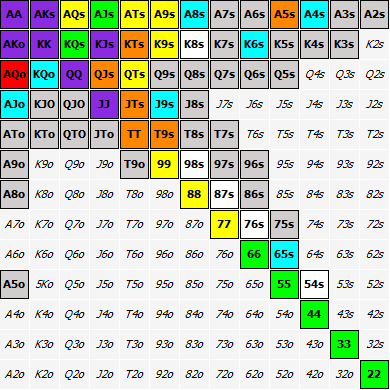 AA AKs AQs AJs ATs A9s A8s A7s A6s A5s A4s A3s A2s
AKo KK KQs KJs KTs K9s K8s K7s K6s K5s K4s K3s K2s
AQo KQo QQ QJs QTs Q9s Q8s Q7s Q6s Q5s Q4s Q3s Q2s
AJo KJO QJO JJ JTs J9s J8s J7s J6s J5s J4s J3s J2s
ATo KTo QTO JTo TT T9s T8s T7s T6s T5s T4s T3s T2s
A9o K9o Q9o J9o T9o 99 98s 97s 96s 95s 94s 93s 92s
A8o K8o Q8o J8o T8o 98o 88 87s 86s 85s 84s 83s 82s
A7o K7o Q7o J7o T7o 97o 87o 77 76s 75s 74s 73s 72s
A6o K6o Q6o J6o T6o 96o 86o 76o 66 65s 64s 63s 62s
A5o 5Ko Q5o J5o T5o 95o 85o 75o 65o 55 54s 53s 52s
A4o K4o Q4o J4o T4o 94o 84o 74o 64o 54o 44 43s 42s
A3o K3o Q3o J3o T3o 93o 83o 73o 63o 53o 43o 33 32s
A2o K2o Q2o J2o T2o 92o 82o 72o 62o 52o 42o 32o 22